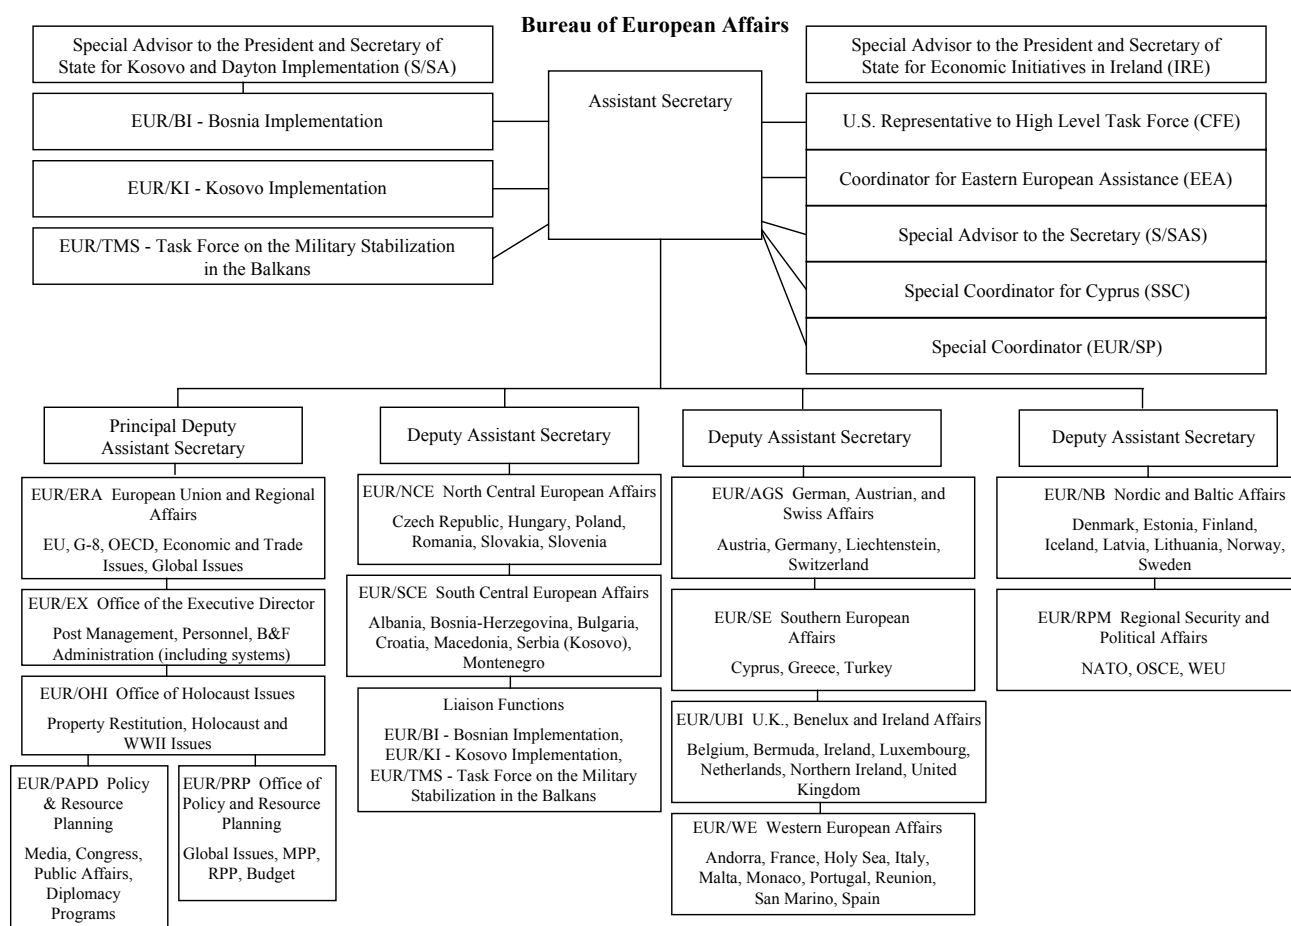 Bureau of European Affairs
Special Advisor to the President and Secretary of
State for Kosovo and Dayton Implementation (S/SA)
EUR/BI - Bosnia Implementation
EUR/KI - Kosovo Implementation
EUR/TMS - Task Force on the Military Stabilization
in the Balkans
Assistant Secretary
Special Advisor to the President and Secretary of
State for Economic Initiatives in Ireland (IRE)
U.S. Representative to High Level Task Force (CFE)
Coordinator for Eastern European Assistance (EEA)
Special Advisor to the Secretary (S/SAS)
Special Coordinator for Cyprus (SSC)
Special Coordinator (EUR/SP)
Principal Deputy
Assistant Secretary
EUR/ERA European Union and Regional
Affairs
EU, G-8, OECD, Economic and Trade
Issues, Global Issues
EUR/EX Office of the Executive Director
Post Management, Personnel, B&F
Administration (including systems)
EUR/OHI Office of Holocaust Issues
Property Restitution, Holocaust and
WWII Issues
EUR/PAPD Policy
& Resource
Planning
Media, Congress,
Public Affairs,
Diplomacy
Programs
EUR/PRP Office of
Policy and Resource
Planning
Global Issues, MPP,
RPP, Budget
Deputy Assistant Secretary
EUR/NCE North Central European Affairs
Czech Republic, Hungary, Poland,
Romania, Slovakia, Slovenia
EUR/SCE South Central European Affairs
Albania, Bosnia-Herzegovina, Bulgaria,
Croatia, Macedonia, Serbia (Kosovo),
Montenegro
Liaison Functions
EUR/BI - Bosnian Implementation,
EUR/KI - Kosovo Implementation,
EUR/TMS - Task Force on the Military
Stabilization in the Balkans
Deputy Assistant Secretary
EUR/AGS German, Austrian, and
Swiss Affairs
Austria, Germany, Liechtenstein,
Switzerland
EUR/SE Southern European
Affairs
Cyprus, Greece, Turkey
EUR/UBI U.K., Benelux and Ireland Affairs
Belgium, Bermuda, Ireland, Luxembourg,
Netherlands, Northern Ireland, United
Kingdom
EUR/WE Western European Affairs
Andorra, France, Holy Sea, Italy,
Malta, Monaco, Portugal, Reunion,
San Marino, Spain
Deputy Assistant Secretary
EUR/NB Nordic and Baltic Affairs
Denmark, Estonia, Finland,
Iceland, Latvia, Lithuania, Norway,
Sweden
EUR/RPM Regional Security and
Political Affairs
NATO, OSCE, WEU